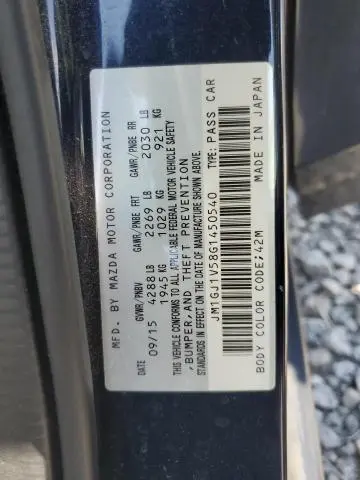 MFD. BY MAZDA MOTOR CORPORATION
DATE GVWR/PNBV GAWR/PNBE FRT GAWR/PNBE RR
09/15 4288 LB 2269 LB 2030 LB
1945 KG 1029 KG 921 KG
THIS VEHICLE CONFORMS TO ALL APPLICABLE FEDERAL MOTOR VEHICLE SAFETY
,BUMPER,AND THEFT PREVENTION
STANDARDS IN EFFECT ON THE DATE OF MANUFACTURE SHOWN ABOVE.
JM1GJ1V58G1450540 TYPE: PASS CAR
BODY COLOR CODE;42M MADE IN JAPAN